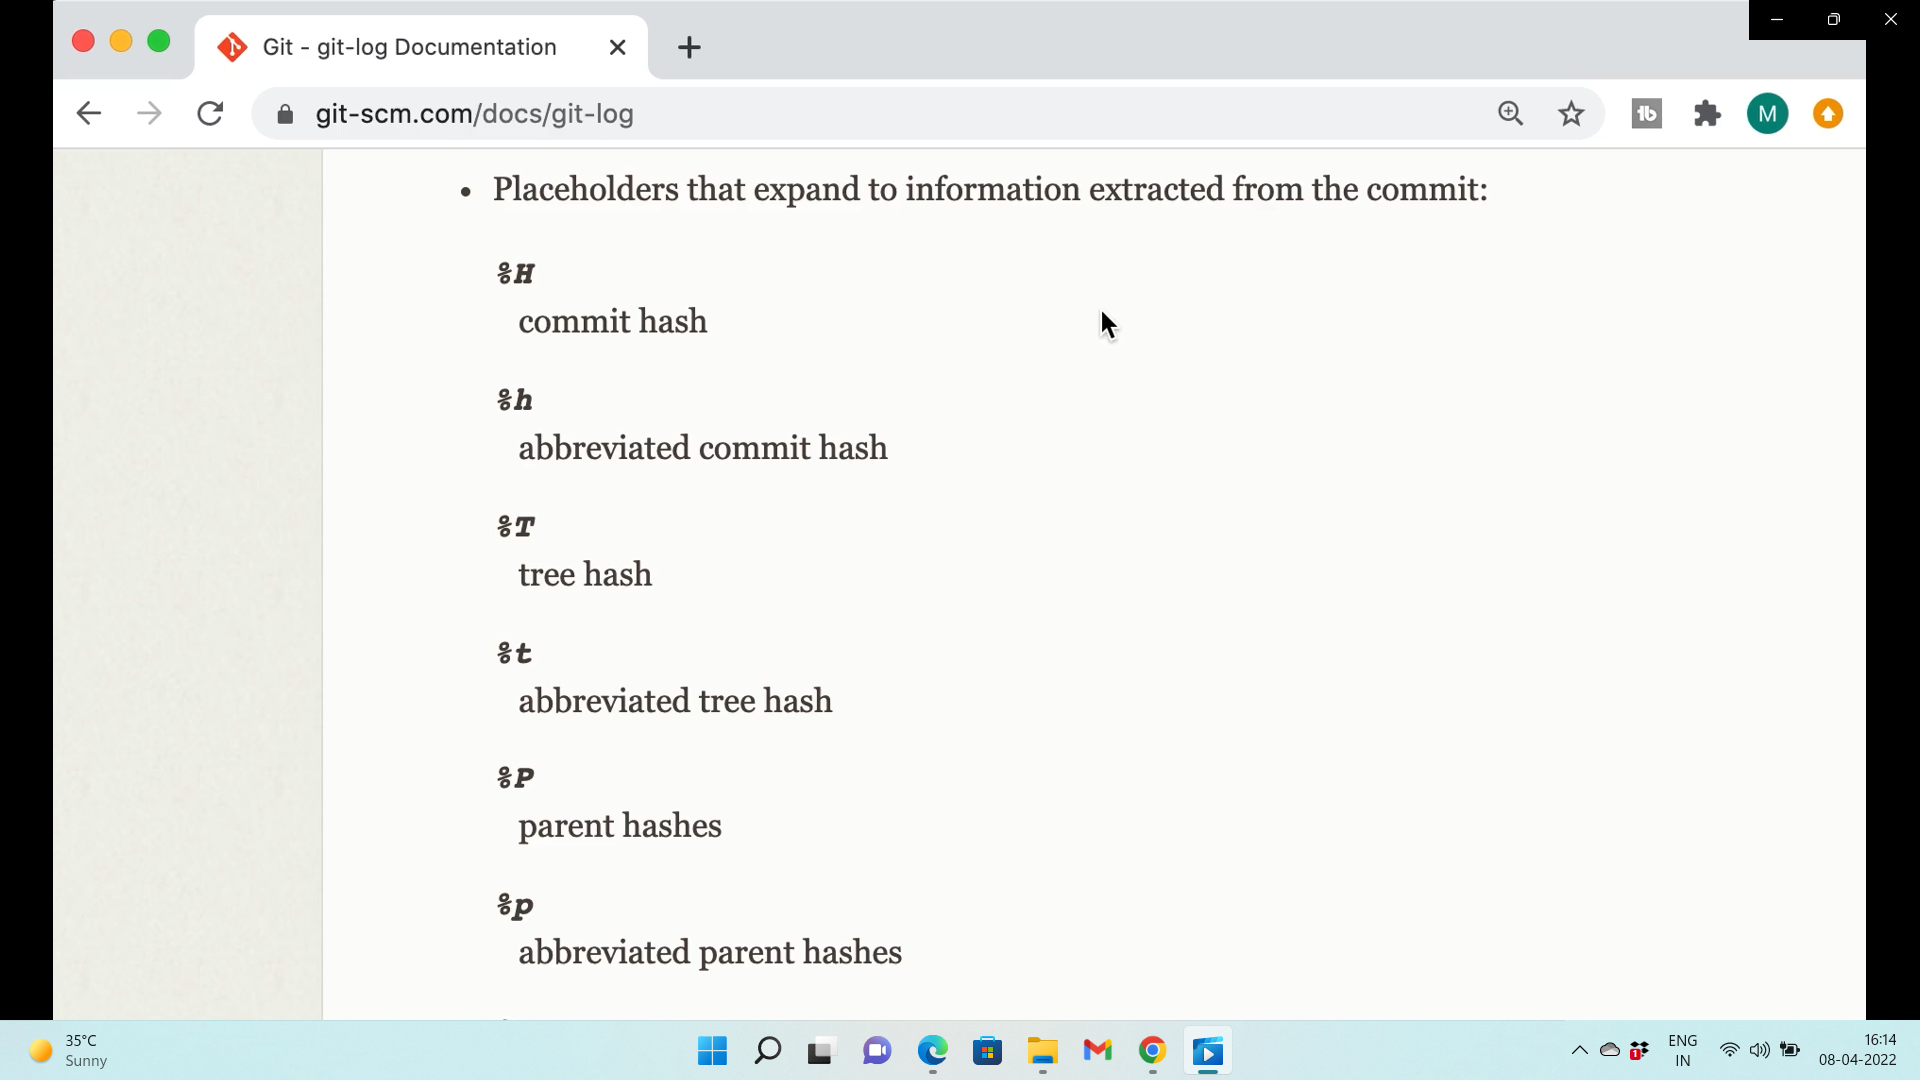 Git - git-log Documentation
git-scm.com/docs/git-log
M
• Placeholders that expand to information extracted from the commit:
%H
commit hash
%h
abbreviated commit hash
%T
tree hash
%t
abbreviated tree hash
%P
parent hashes
%p
abbreviated parent hashes
35°C
Sunny
1
ENG
IN
16:14
08-04-2022